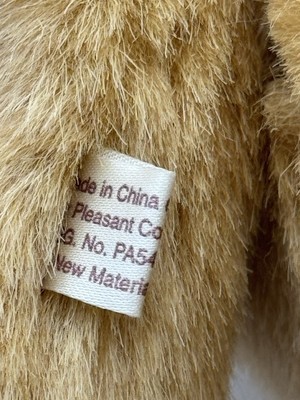 ade in China
Pleasant Co
G. No. PA54
New Materia